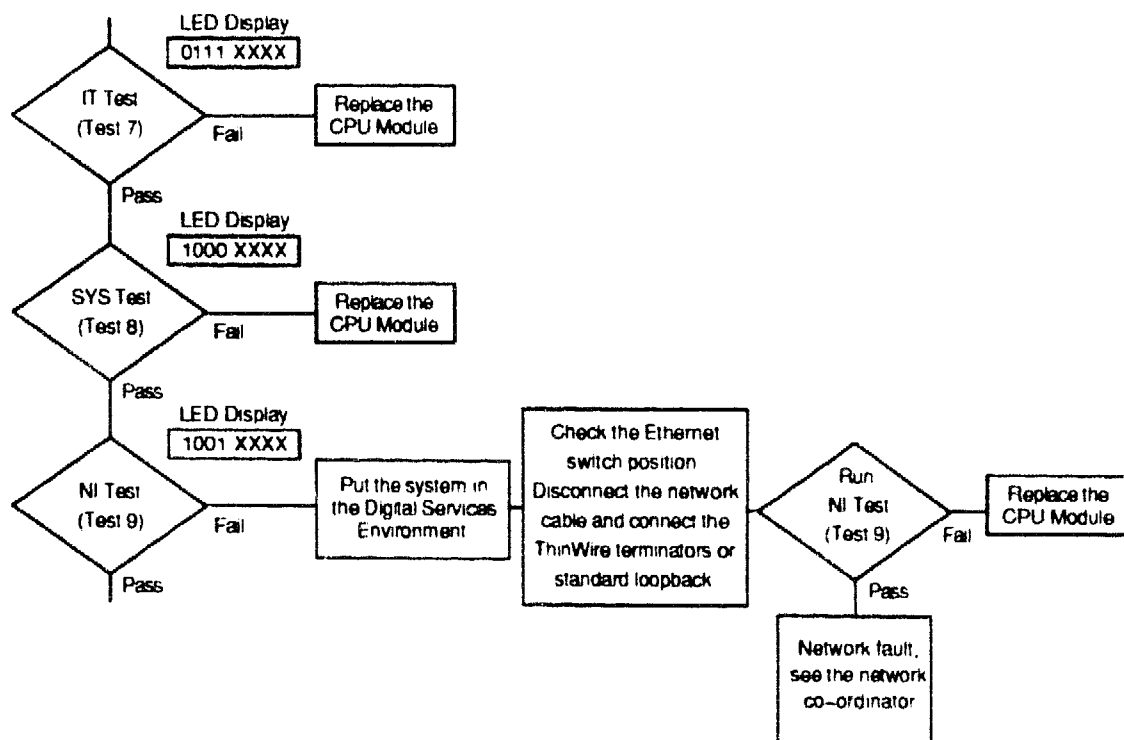 LED Display
0111 XXXX
IT Test
(Test 7)
Fail
Replace the
CPU Module
Pass
LED Display
1000 XXXX
SYS Test
(Test 8)
Fail
Replace the
CPU Module
Pass
LED Display
1001 XXXX
NI Test
(Test 9)
Fail
Put the system in
the Digital Services
Environment
Check the Ethernet
switch position
Disconnect the network
cable and connect the
ThinWire terminators or
standard loopback
Run
NI Test
(Test 9)
Fail
Replace the
CPU Module
Pass
Pass
Network fault,
see the network
co-ordinator